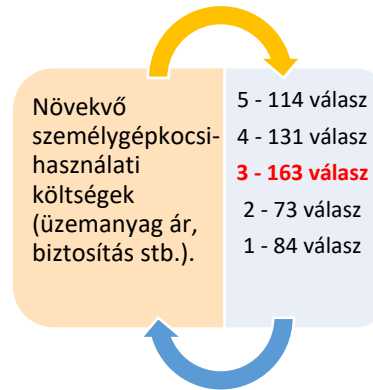 Növekvő
személygépkocsi-
használati
költségek
(üzemanyag ár,
biztosítás stb.).
5 - 114 válasz
4 - 131 válasz
3 - 163 válasz
2 - 73 válasz
1 - 84 válasz